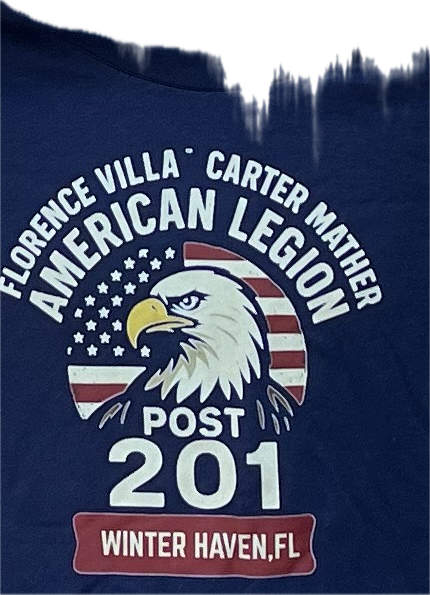 FLORENCE VILLA - CARTER MATHER
AMERICAN LEGION
POST
201
WINTER HAVEN,FL